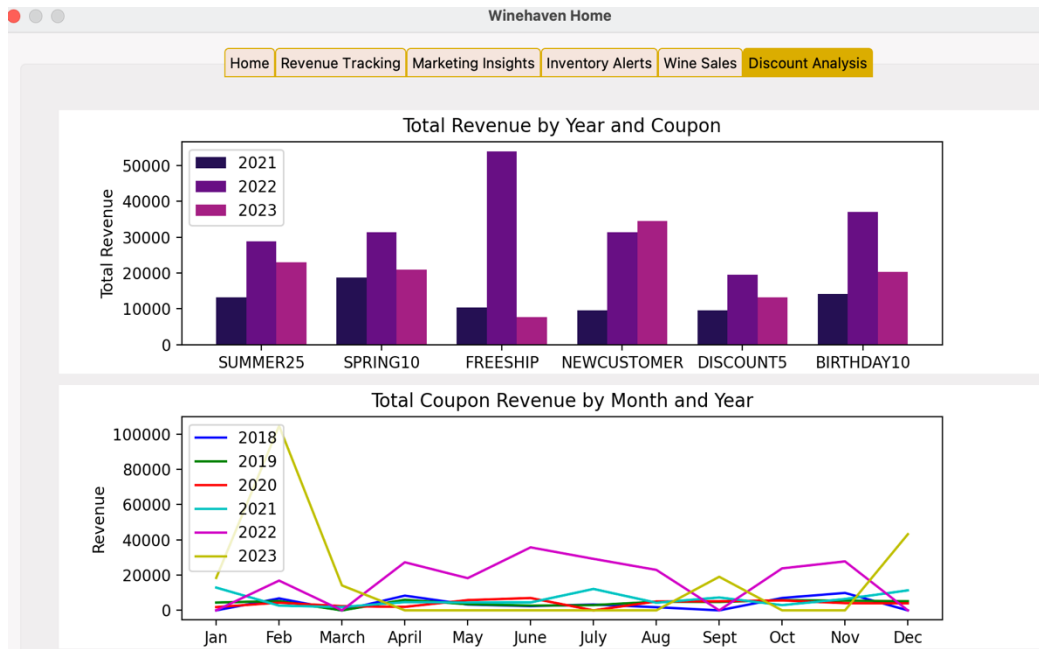 Winehaven Home
Home Revenue Tracking Marketing Insights Inventory Alerts Wine Sales Discount Analysis
Total Revenue by Year and Coupon
Total Revenue
50000
40000
30000
20000
10000
0
2021
2022
2023
SUMMER25 SPRING10 FREESHIP NEWCUSTOMER DISCOUNT5 BIRTHDAY10
Total Coupon Revenue by Month and Year
Revenue
100000
80000
60000
40000
20000
0
2018
2019
2020
2021
2022
2023
Jan Feb March April May June July Aug Sept Oct Nov Dec